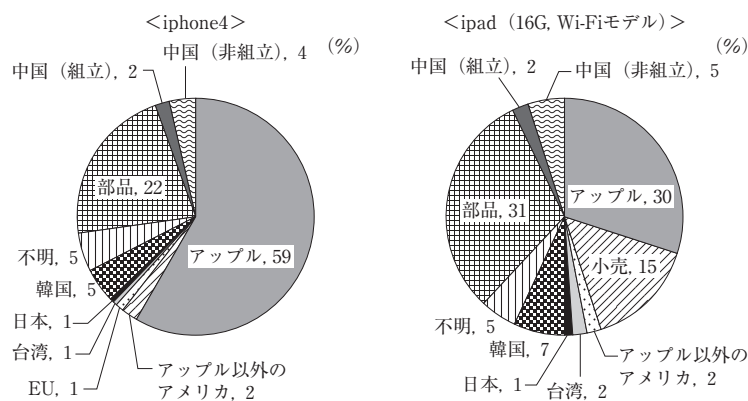 ＜iphone4＞
(%)
中国（非組立）, 4
中国（組立）, 2
部品, 22
アップル, 59
不明, 5
韓国, 5
日本, 1
台湾, 1
EU, 1
アップル以外の
アメリカ, 2
＜ipad（16G, Wi-Fiモデル）＞
(%)
中国（組立）, 2
中国（非組立）, 5
アップル, 30
部品, 31
小売, 15
不明, 5
韓国, 7
日本, 1
台湾, 2
アップル以外の
アメリカ, 2